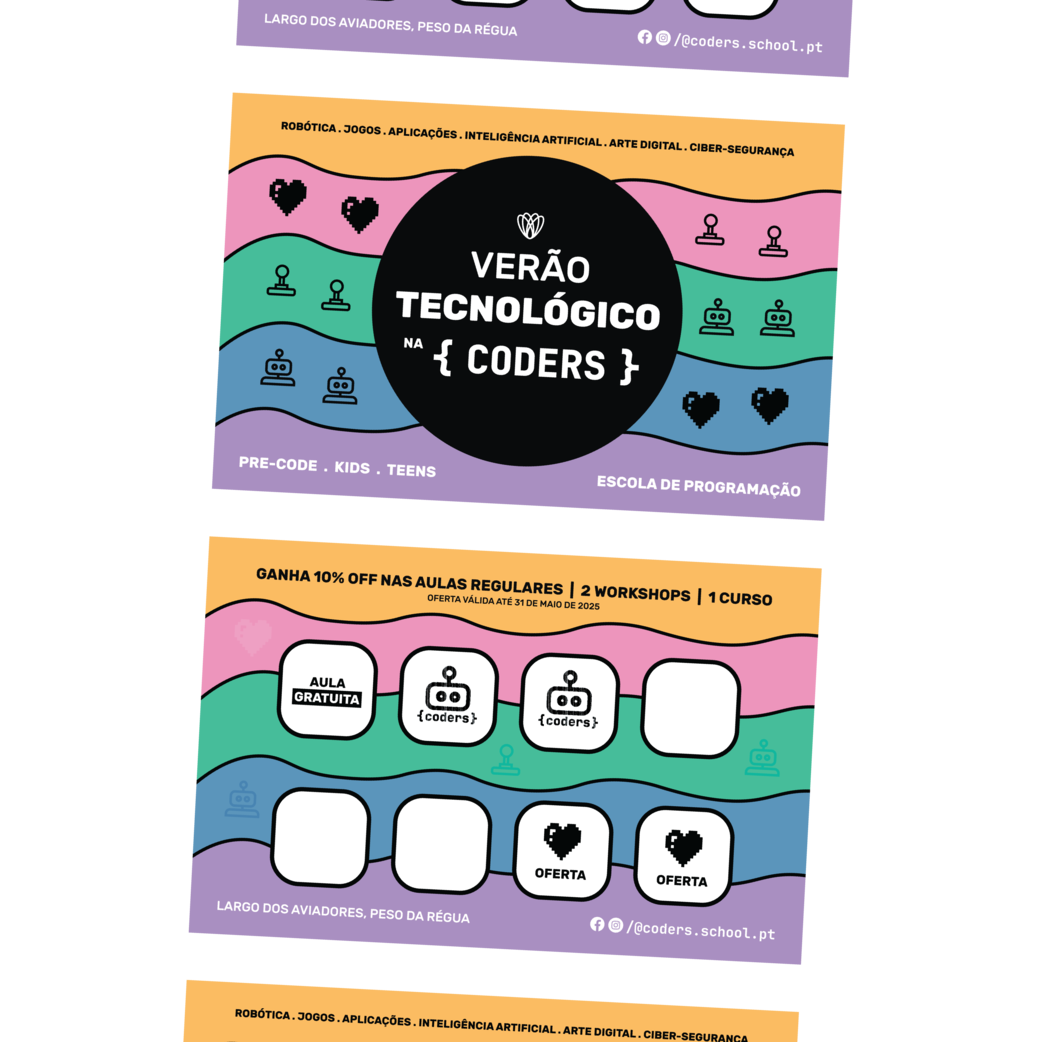 LARGO DOS AVIADORES, PESO DA RÉGUA
/@coders.school.pt
ROBÓTICA . JOGOS . APLICAÇÕES . INTELIGÊNCIA ARTIFICIAL . ARTE DIGITAL . CIBER-SEGURANÇA
VERÃO
TECNOLÓGICO
NA { CODERS }
PRE-CODE . KIDS . TEENS
ESCOLA DE PROGRAMAÇÃO
GANHA 10% OFF NAS AULAS REGULARES | 2 WORKSHOPS | 1 CURSO
OFERTA VÁLIDA ATÉ 31 DE MAIO DE 2025
AULA
GRATUITA
{coders}
{coders}
OFERTA
OFERTA
LARGO DOS AVIADORES, PESO DA RÉGUA
/@coders.school.pt
ROBÓTICA . JOGOS . APLICAÇÕES . INTELIGÊNCIA ARTIFICIAL . ARTE DIGITAL . CIBER-SEGURANÇA